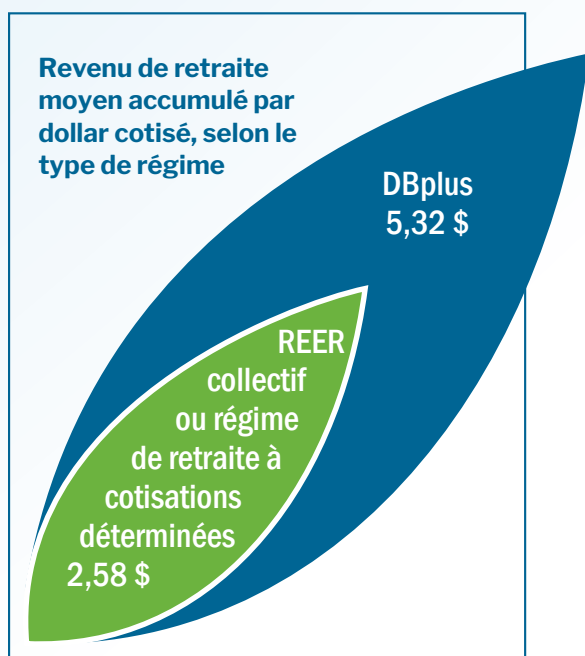 Revenu de retraite
moyen accumulé par
dollar cotisé, selon le
type de régime
DBplus
5,32 $
REER
collectif
ou régime
de retraite à
cotisations
déterminées
2,58 $